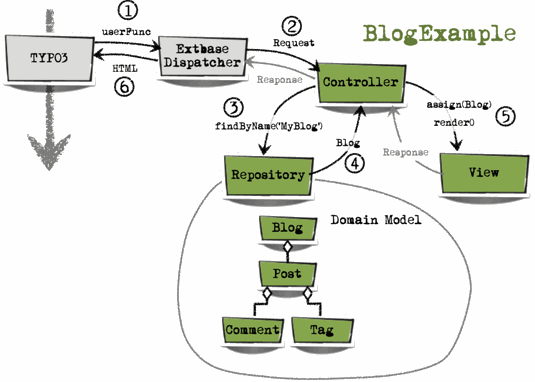 BlogExample
①
userFunc
②
Request
TYPO3
Extbase
Dispatcher
HTML
⑥
Response
Controller
③
findByName('MyBlog')
assign(Blog)
render()
⑤
Blog
④
Response
Repository
View
Domain Model
Blog
Post
Comment
Tag